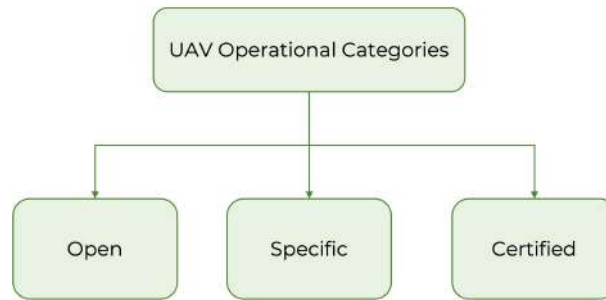 UAV Operational Categories
Open
Specific
Certified